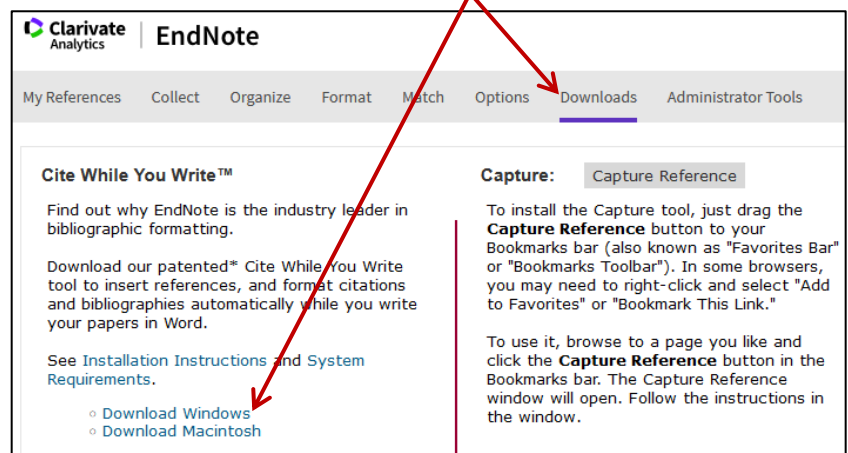 Clarivate
Analytics
EndNote
My References Collect Organize Format Match Options Downloads Administrator Tools
Cite While You Write™
Find out why EndNote is the industry leader in
bibliographic formatting.
Download our patented* Cite While You Write
tool to insert references, and format citations
and bibliographies automatically while you write
your papers in Word.
See Installation Instructions and System
Requirements.
○ Download Windows
○ Download Macintosh
Capture: Capture Reference
To install the Capture tool, just drag the
Capture Reference button to your
Bookmarks bar (also known as "Favorites Bar"
or "Bookmarks Toolbar"). In some browsers,
you may need to right-click and select "Add
to Favorites" or "Bookmark This Link."
To use it, browse to a page you like and
click the Capture Reference button in the
Bookmarks bar. The Capture Reference
window will open. Follow the instructions in
the window.